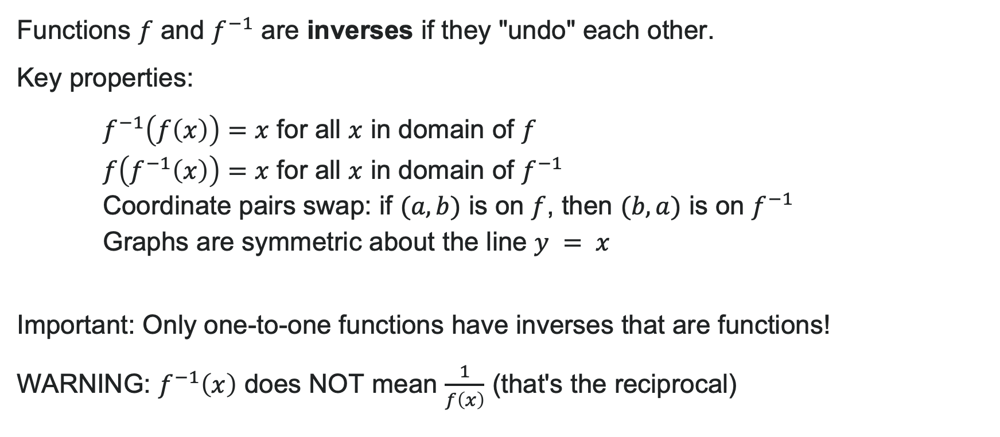 Functions f and f⁻¹ are inverses if they "undo" each other.
Key properties:
f⁻¹(f(x)) = x for all x in domain of f
f(f⁻¹(x)) = x for all x in domain of f⁻¹
Coordinate pairs swap: if (a, b) is on f, then (b, a) is on f⁻¹
Graphs are symmetric about the line y = x
Important: Only one-to-one functions have inverses that are functions!
WARNING: f⁻¹(x) does NOT mean 1/f(x) (that's the reciprocal)